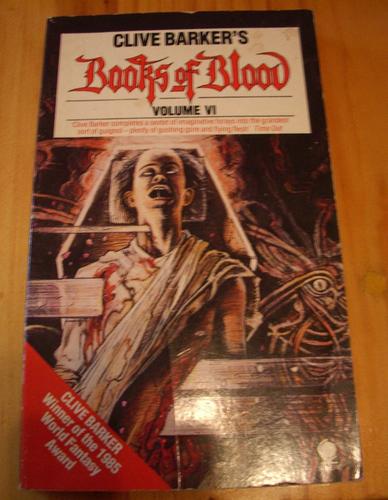 CLIVE BARKER'S
Books of Blood
VOLUME VI
'Clive Barker completes a sextet of imaginative forays into the grandest
sort of guignol – plenty of gushing gore and flying flesh' Time Out
CLIVE BARKER
Winner of the 1985
World Fantasy
Award